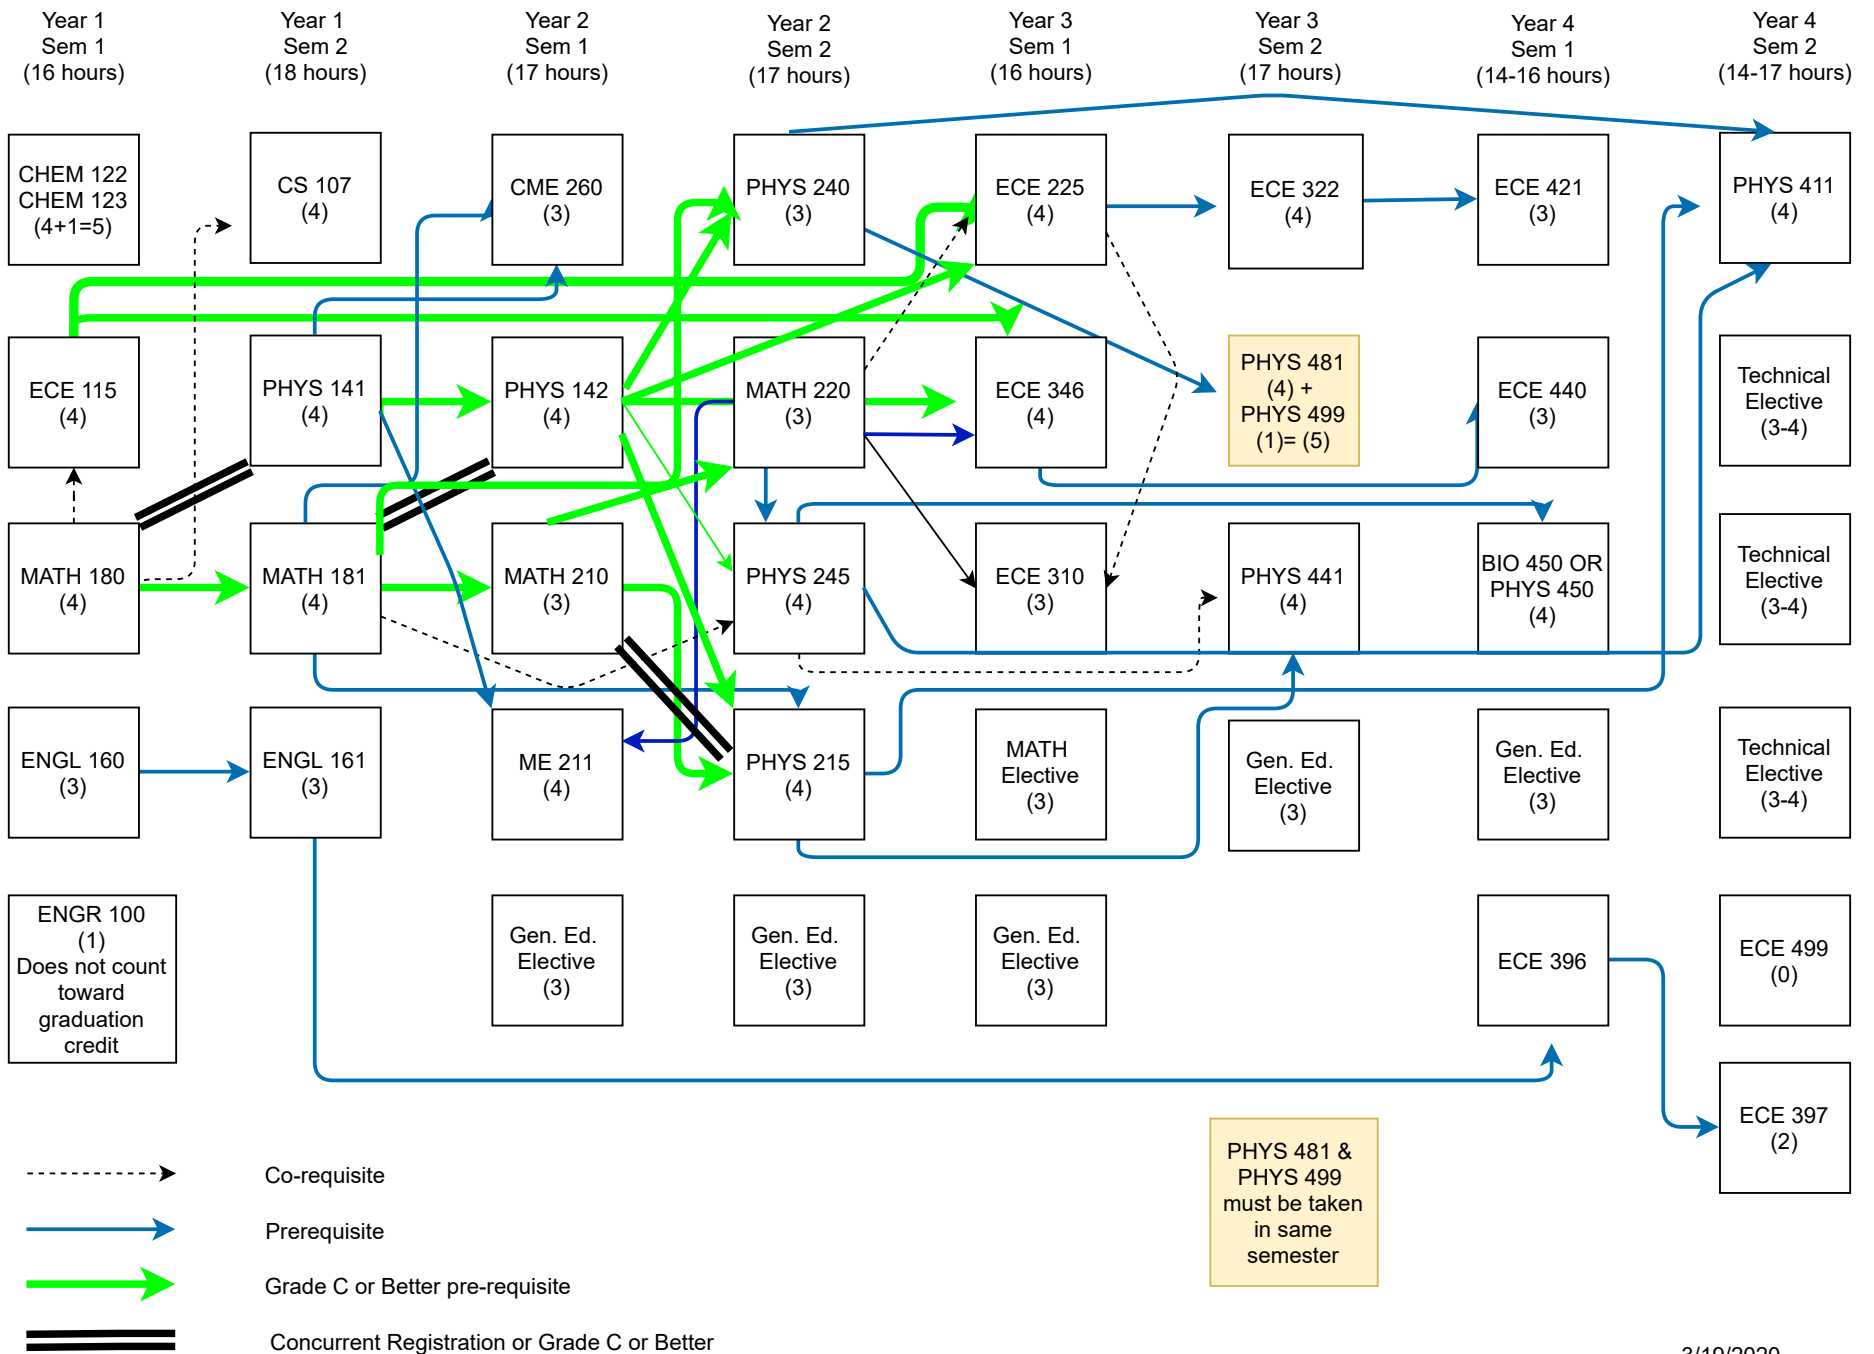 Year 1
Sem 1
(16 hours)
Year 1
Sem 2
(18 hours)
Year 2
Sem 1
(17 hours)
Year 2
Sem 2
(17 hours)
Year 3
Sem 1
(16 hours)
Year 3
Sem 2
(17 hours)
Year 4
Sem 1
(14-16 hours)
Year 4
Sem 2
(14-17 hours)
CHEM 122
CHEM 123
(4+1=5)
CS 107
(4)
CME 260
(3)
PHYS 240
(3)
ECE 225
(4)
ECE 322
(4)
ECE 421
(3)
PHYS 411
(4)
ECE 115
(4)
PHYS 141
(4)
PHYS 142
(4)
MATH 220
(3)
ECE 346
(4)
PHYS 481
(4) +
PHYS 499
(1)= (5)
ECE 440
(3)
Technical
Elective
(3-4)
MATH 180
(4)
MATH 181
(4)
MATH 210
(3)
PHYS 245
(4)
ECE 310
(3)
PHYS 441
(4)
BIO 450 OR
PHYS 450
(4)
Technical
Elective
(3-4)
ENGL 160
(3)
ENGL 161
(3)
ME 211
(4)
PHYS 215
(4)
MATH
Elective
(3)
Gen. Ed.
Elective
(3)
Gen. Ed.
Elective
(3)
Technical
Elective
(3-4)
ENGR 100
(1)
Does not count
toward
graduation
credit
Gen. Ed.
Elective
(3)
Gen. Ed.
Elective
(3)
Gen. Ed.
Elective
(3)
ECE 396
ECE 499
(0)
ECE 397
(2)
PHYS 481 &
PHYS 499
must be taken
in same
semester
Co-requisite
Prerequisite
Grade C or Better pre-requisite
Concurrent Registration or Grade C or Better
3/19/2020